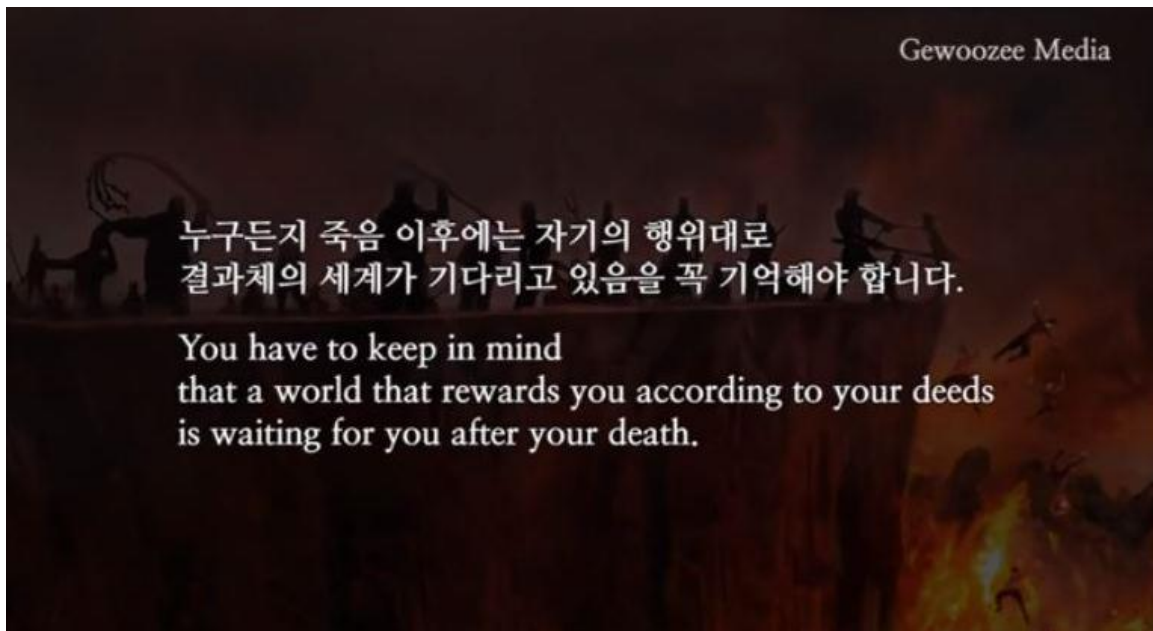 Gewoozee Media
누구든지 죽음 이후에는 자기의 행위대로
결과체의 세계가 기다리고 있음을 꼭 기억해야 합니다.
You have to keep in mind
that a world that rewards you according to your deeds
is waiting for you after your death.